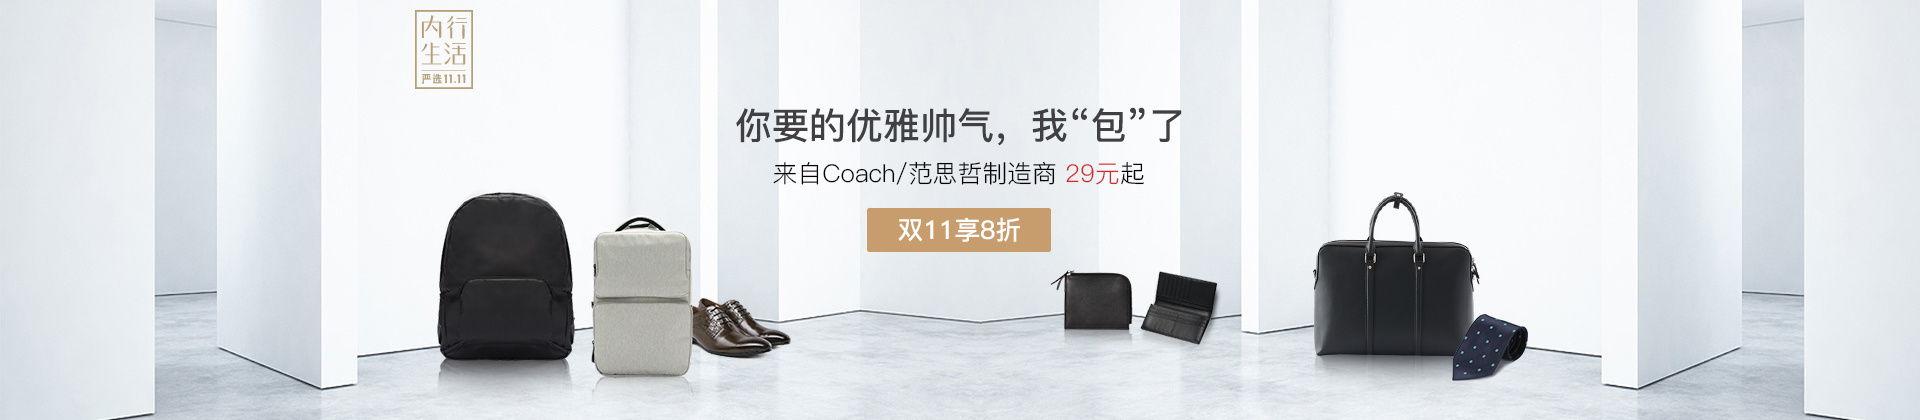 内行
生活
严选11.11
你要的优雅帅气，我“包”了
来自Coach/范思哲制造商 29元起
双11享8折